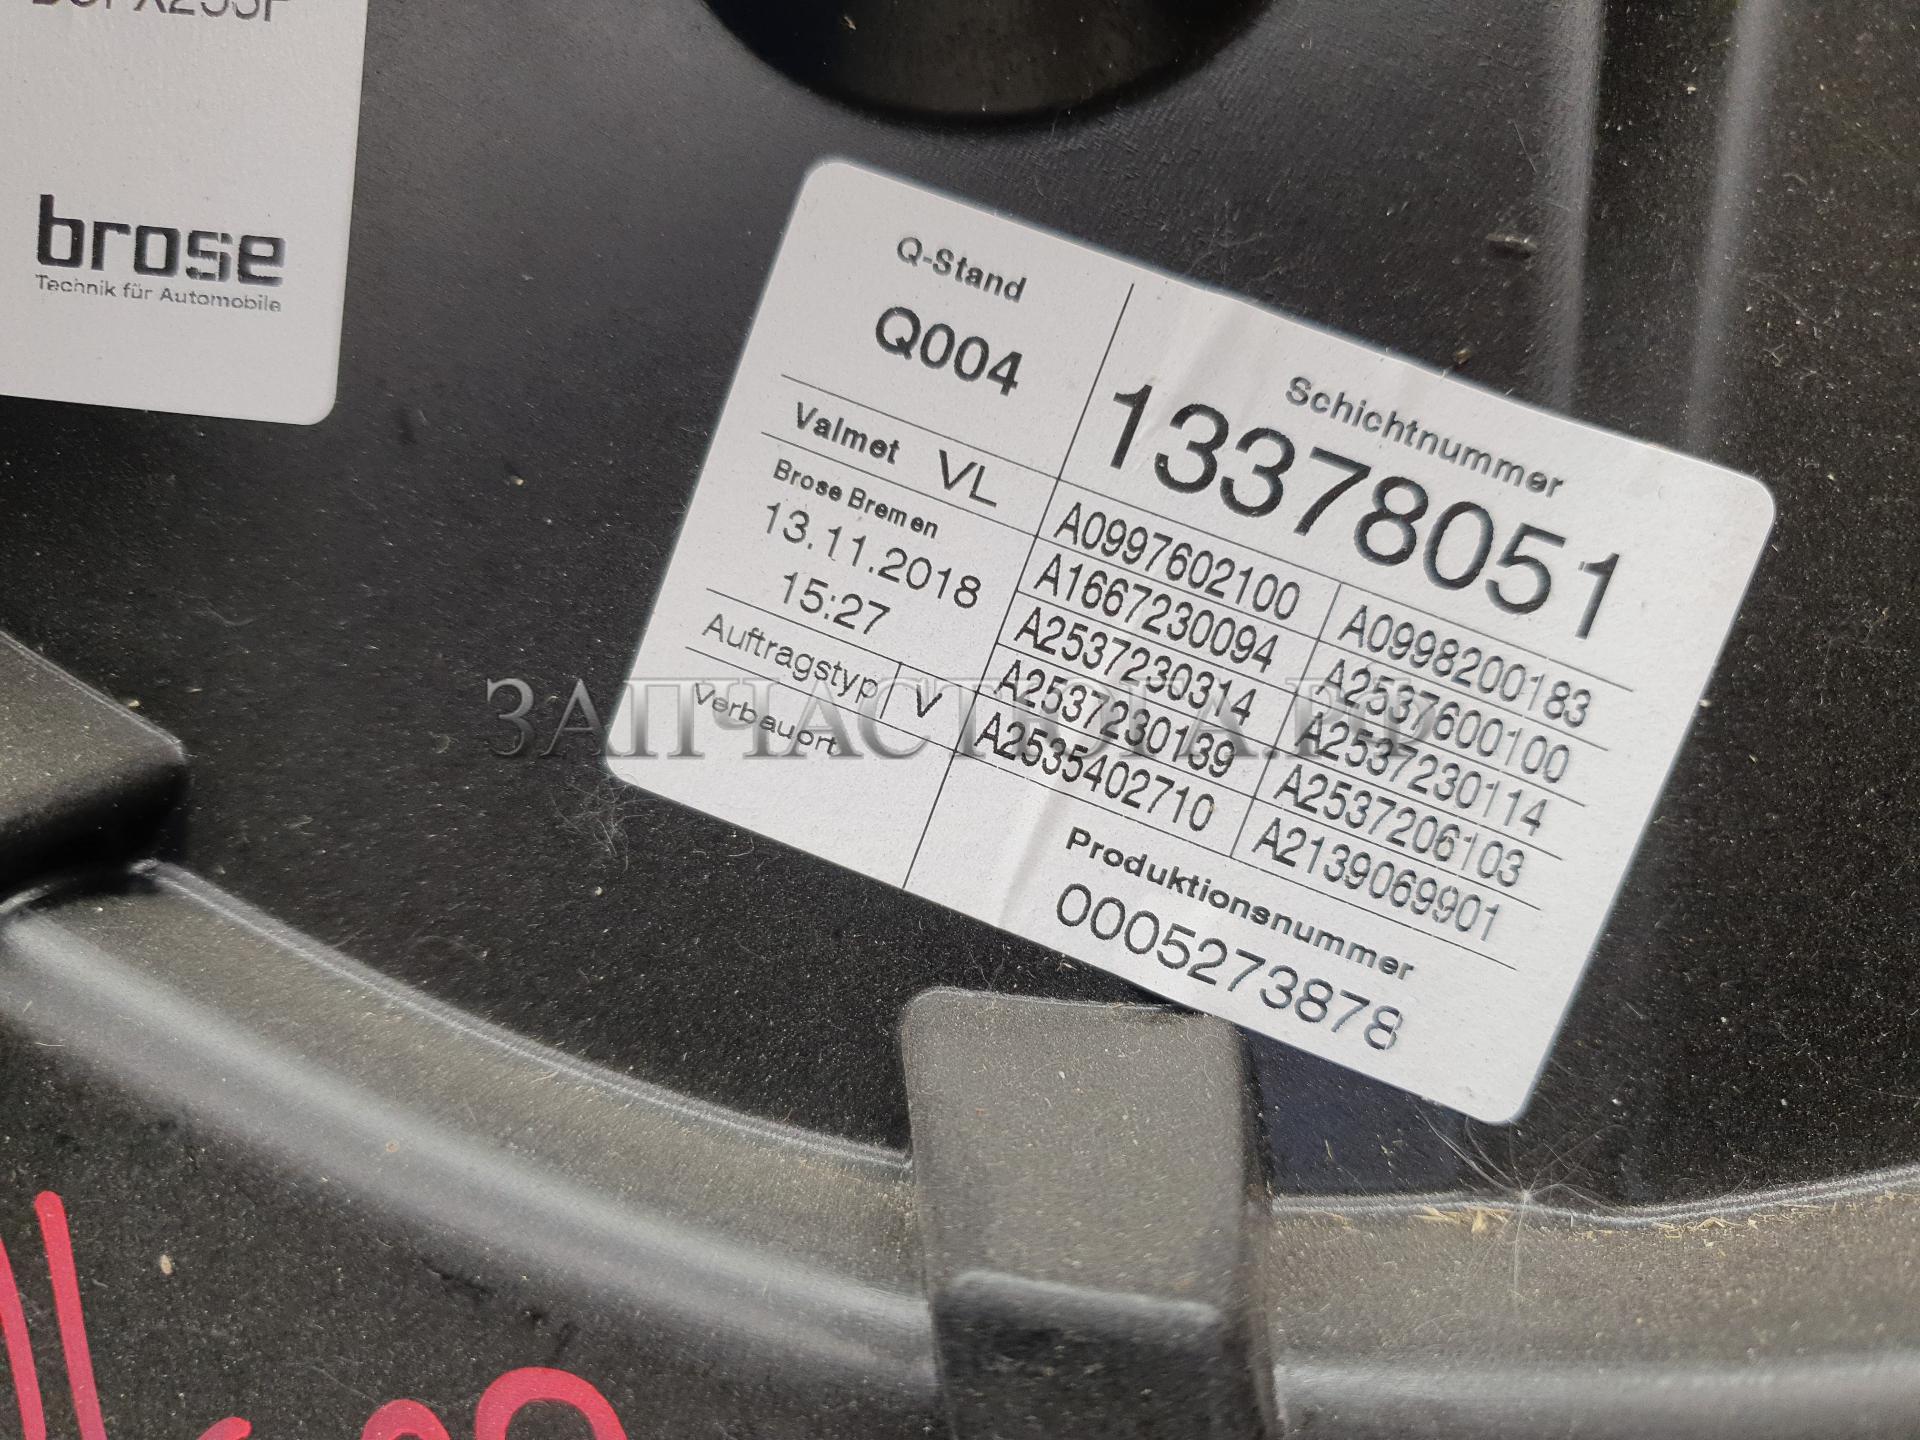 brose
Technik für Automobile
Q-Stand
Q004
Schichtnummer
13378051
Valmet VL
Brose Bremen
13.11.2018
15:27
Auftragstyp V
Verbauort
A0997602100 A0998200183
A1667230094 A2537600100
A2537230314 A2537230114
A2537230139 A2537206103
A2535402710 A2139069901
Produktionsnummer
0005273878